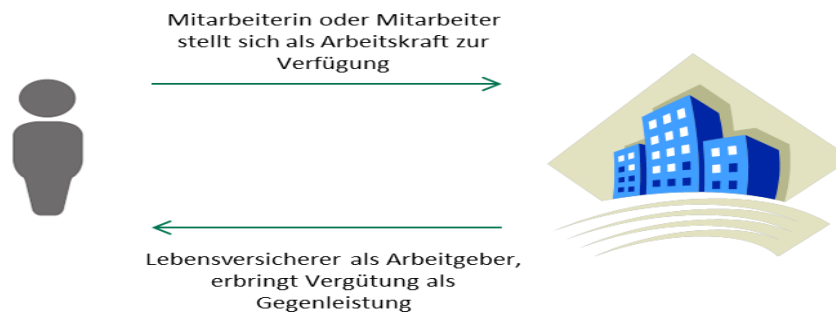 Mitarbeiterin oder Mitarbeiter
stellt sich als Arbeitskraft zur
Verfügung
Lebensversicherer als Arbeitgeber,
erbringt Vergütung als
Gegenleistung